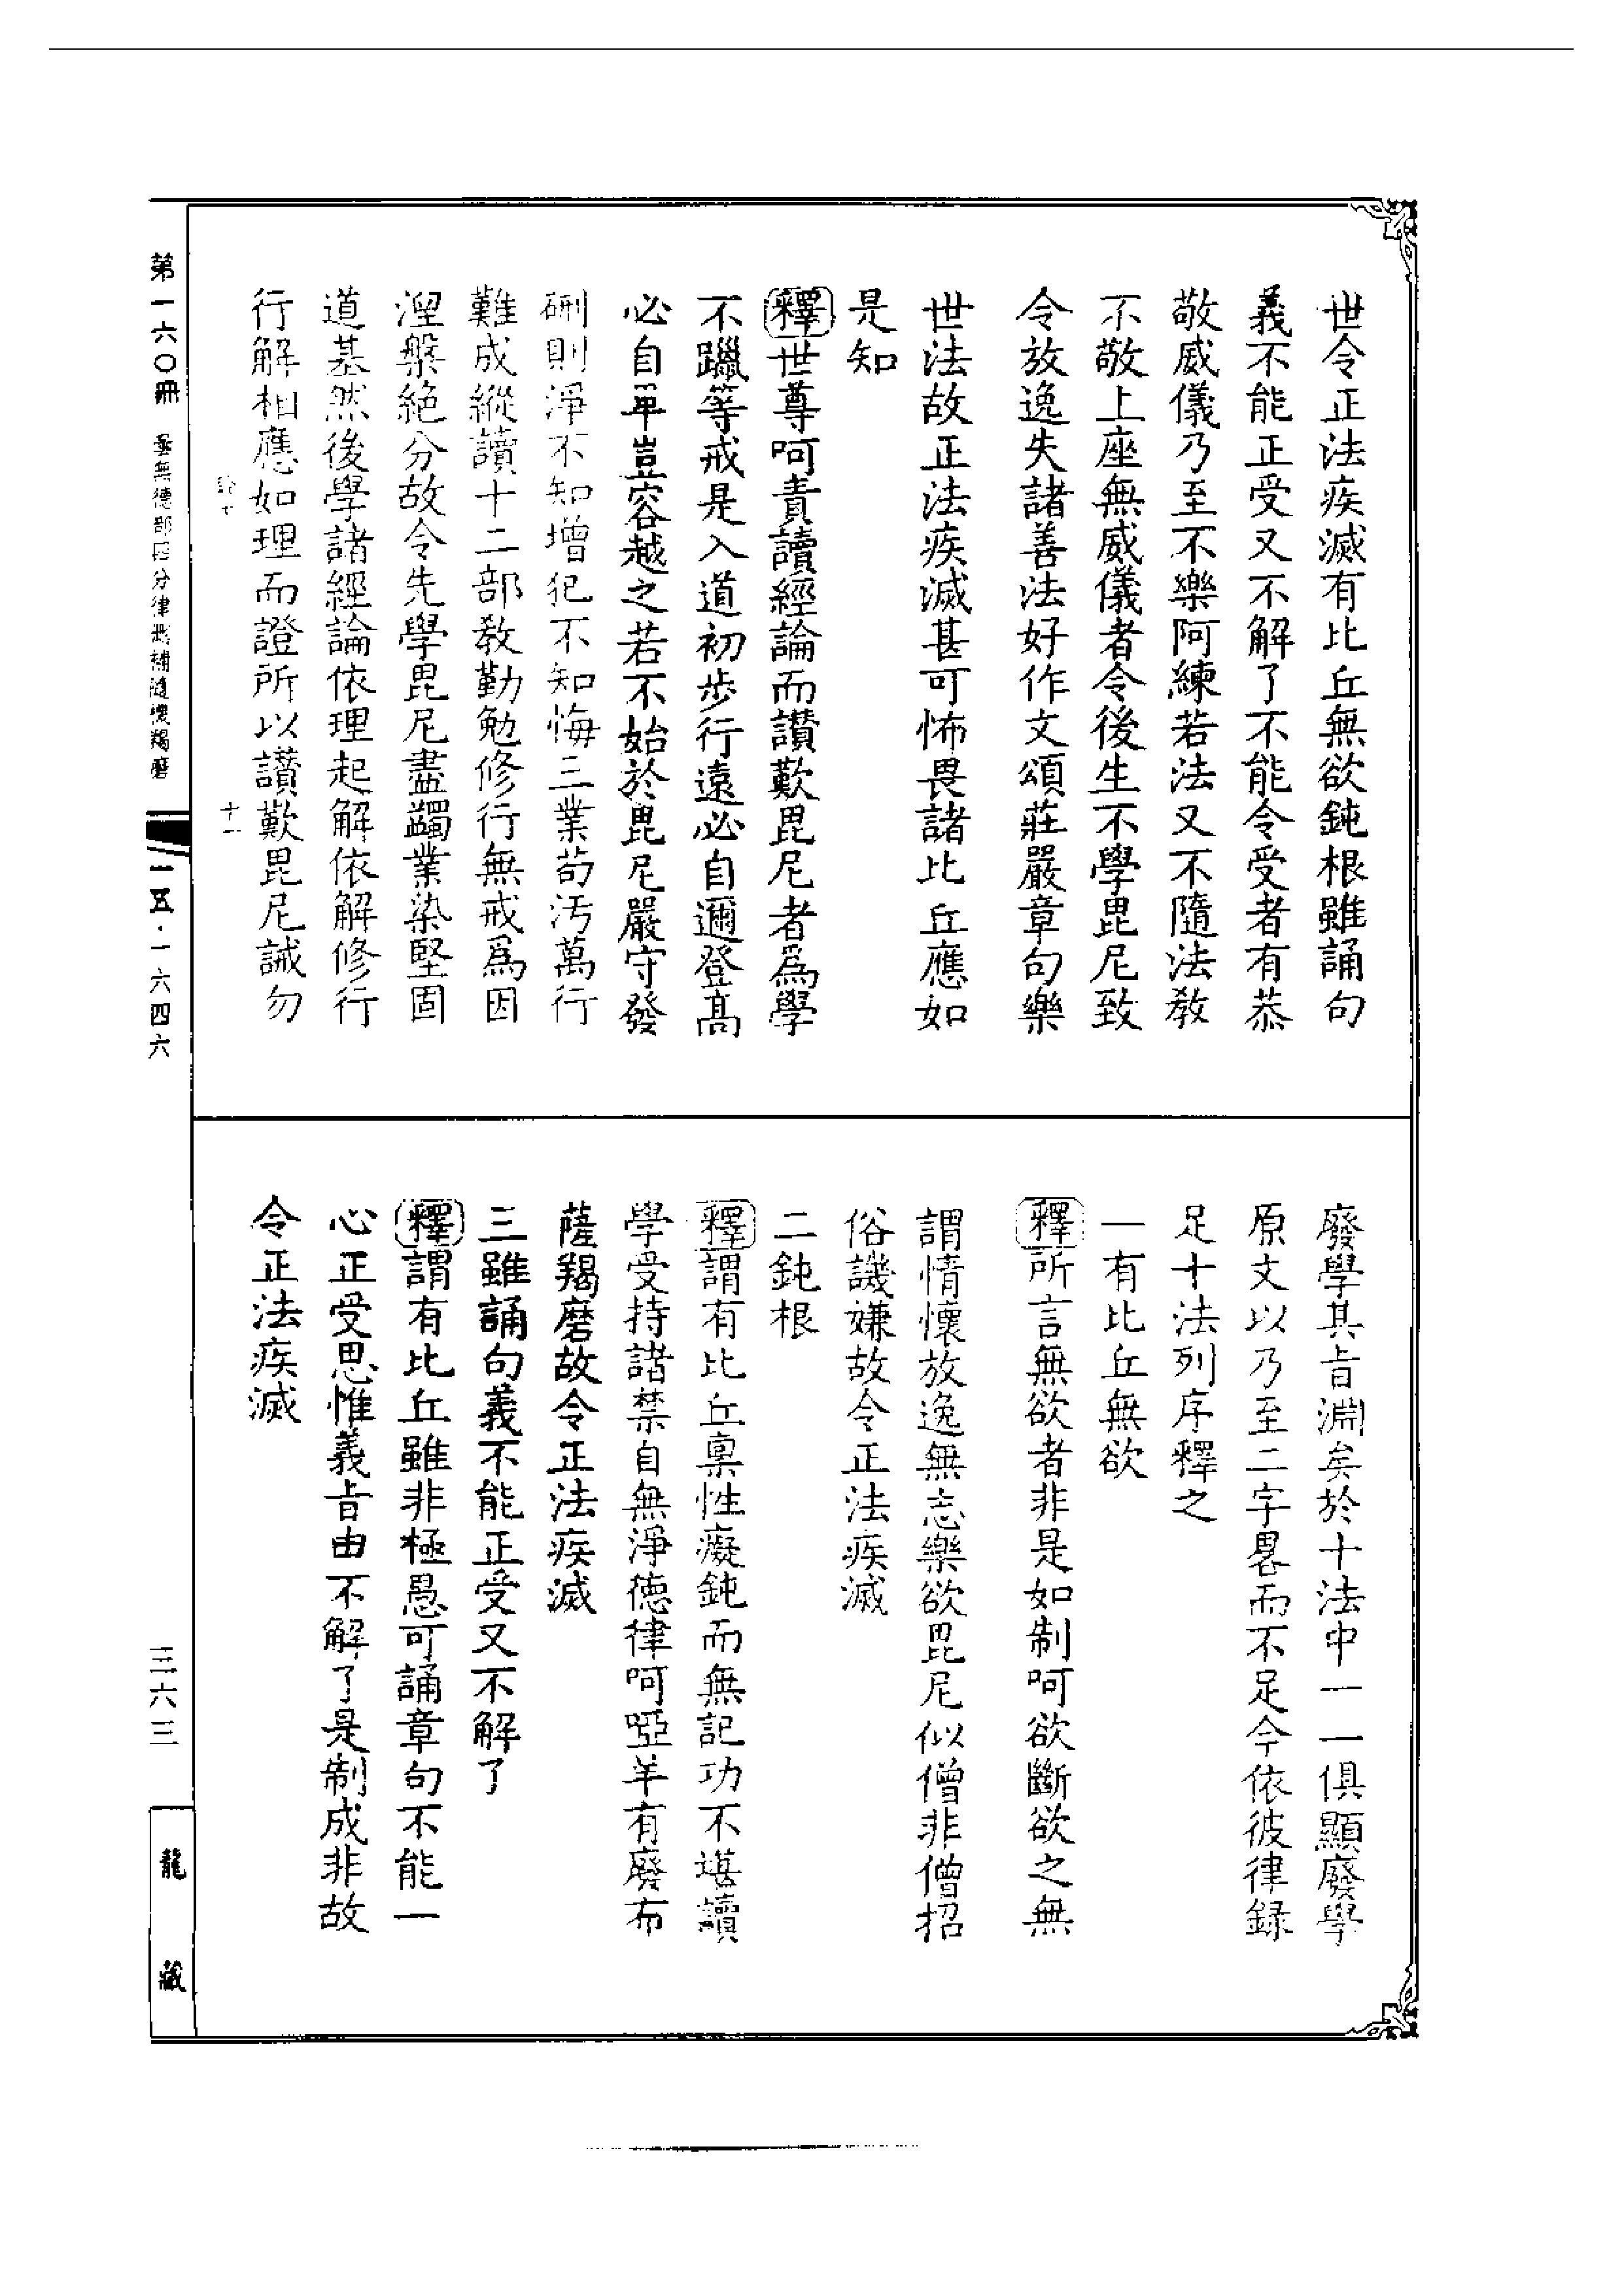 世令正法疾滅有比丘無欲鈍根雖誦句
義不能正受又不解了不能令受者有恭
敬威儀乃至不樂阿練若法又不隨法教
不敬上座無威儀者令後生不學毘尼致
令放逸失諸善法好作文頌莊嚴章句樂
世法故正法疾滅甚可怖畏諸比丘應如
是知
釋世尊呵責讀經論而讃歎毘尼者為學
不躐等戒是入道初步行遠必自邇登髙
必自卑豈容越之若不始於毘尼嚴守發
硎則淨不知增犯不知悔三業苟汚萬行
難成縱讀十二部教勤勉修行無戒爲因
涅槃絶分故令先學毘尼盡蠲業染堅固
道基然後學諸經論依理起解依解修行
行解相應如理而證所以讃歎毘尼誡勿
十一
廢學其㫖淵矣於十法中一一俱顯廢學
原文以乃至二字畧而不足今依彼律録
足十法列序釋之
一有比丘無欲
釋所言無欲者非是如制呵欲斷欲之無
謂惰懷放逸無志樂欲毘尼似僧非僧招
俗譏嫌故令正法疾滅
二鈍根
釋謂有比丘禀性癡鈍而無記功不堪讀
學受持諸禁自無淨德律呵啞羊有廢布
薩羯磨故令正法疾滅
三雖誦句義不能正受又不解了
釋謂有比丘雖非極愚可誦章句不能一
心正受思惟義㫖由不解了是制成非故
令正法疾滅
第一六〇冊
曇無德部四分律刪補隨機羯磨
一五·一六四六
三六三
龍藏